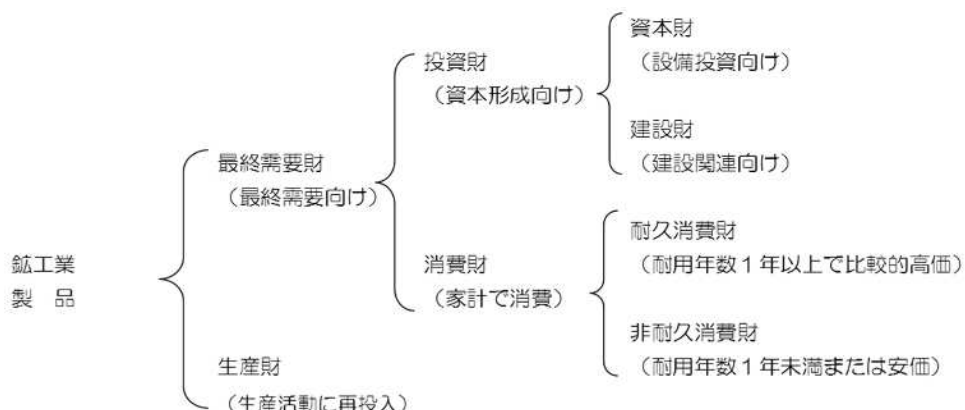 鉱工業
製　品
最終需要財
（最終需要向け）
生産財
（生産活動に再投入）
投資財
（資本形成向け）
消費財
（家計で消費）
資本財
（設備投資向け）
建設財
（建設関連向け）
耐久消費財
（耐用年数１年以上で比較的高価）
非耐久消費財
（耐用年数１年未満または安価）